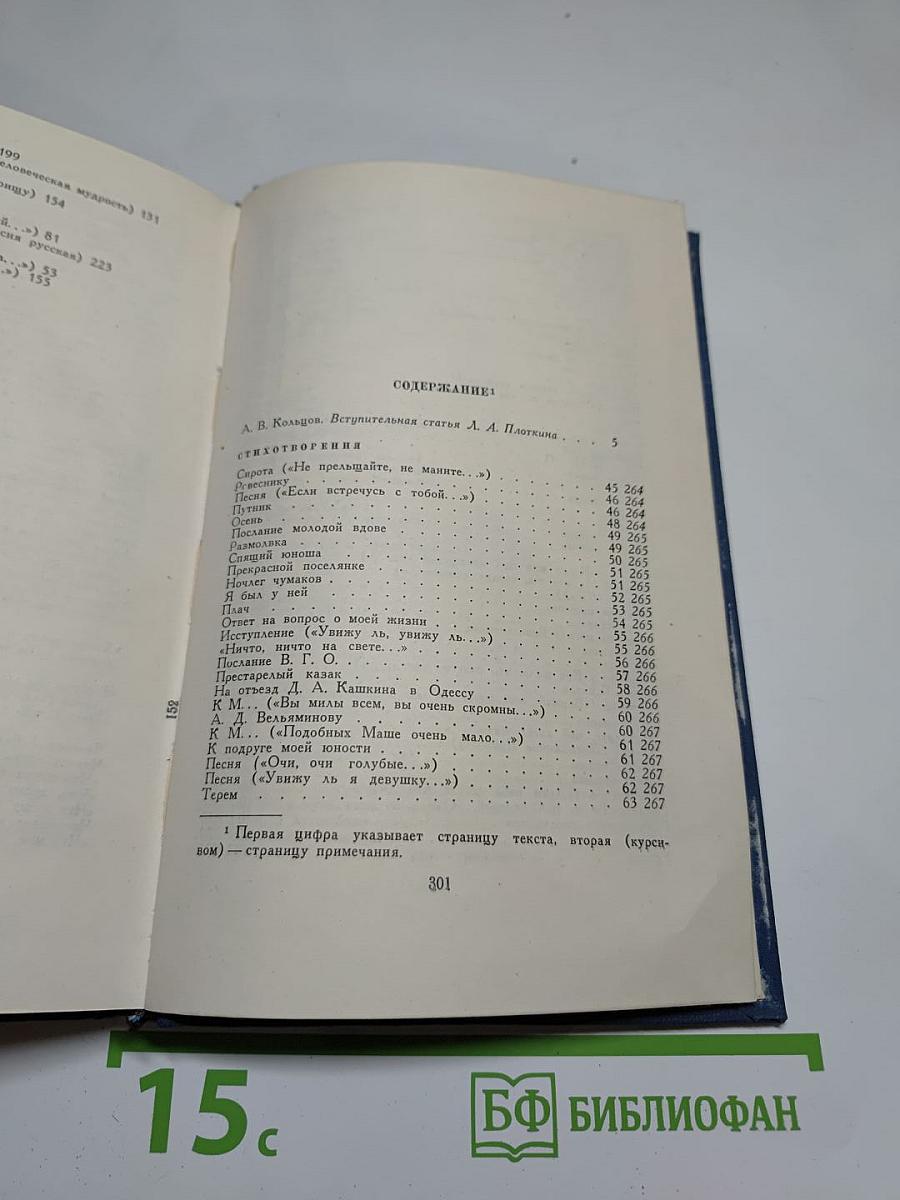 199
еловеческая мудрость) 131
154
81
сня русская) 223
53
155
152
СОДЕРЖАНИЕ¹
А. В. Кольцов. Вступительная статья Л. А. Плоткина . . . 5
СТИХОТВОРЕНИЯ
Сирота («Не прельщайте, не маните. . .») . . . . . . 45 264
Ровеснику . . . . . . 46 264
Песня («Если встречусь с тобой. . .») . . . . . . 46 264
Путник . . . . . . 48 264
Осень . . . . . . 49 265
Послание молодой вдове . . . . . . 49 265
Размолвка . . . . . . 50 265
Спящий юноша . . . . . . 51 265
Прекрасной поселянке . . . . . . 51 265
Ночлег чумаков . . . . . . 52 265
Я был у ней . . . . . . 53 265
Плач . . . . . . 54 265
Ответ на вопрос о моей жизни . . . . . . 55 266
Исступление («Увижу ль, увижу ль. . .») . . . . . . 55 266
«Ничто, ничто на свете. . .» . . . . . . 56 266
Послание В. Г. О. . . . . . . 57 266
Престарелый казак . . . . . . 58 266
На отъезд Д. А. Кашкина в Одессу . . . . . . 59 266
К М. . . («Вы милы всем, вы очень скромны. . .») . . . . . . 60 266
А. Д. Вельяминову . . . . . . 60 267
К М. . . («Подобных Маше очень мало. . .») . . . . . . 61 267
К подруге моей юности . . . . . . 61 267
Песня («Очи, очи голубые. . .») . . . . . . 62 267
Песня («Увижу ль я девушку. . .») . . . . . . 62 267
Терем . . . . . . 63 267
¹ Первая цифра указывает страницу текста, вторая (курси-
вом) — страницу примечания.
301
15 с
БФ БИБЛИОФАН